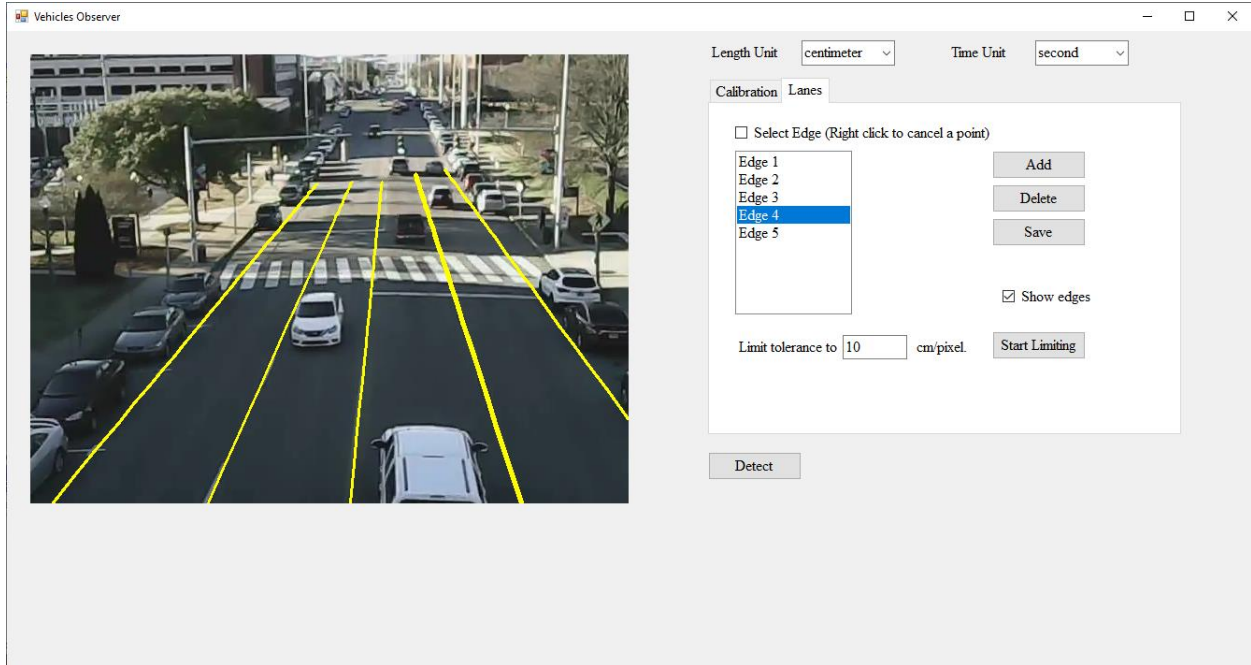 Vehicles Observer
Length Unit centimeter Time Unit second
Calibration Lanes
Select Edge (Right click to cancel a point)
Edge 1
Edge 2
Edge 3
Edge 4
Edge 5
Add
Delete
Save
Show edges
Limit tolerance to 10 cm/pixel. Start Limiting
Detect